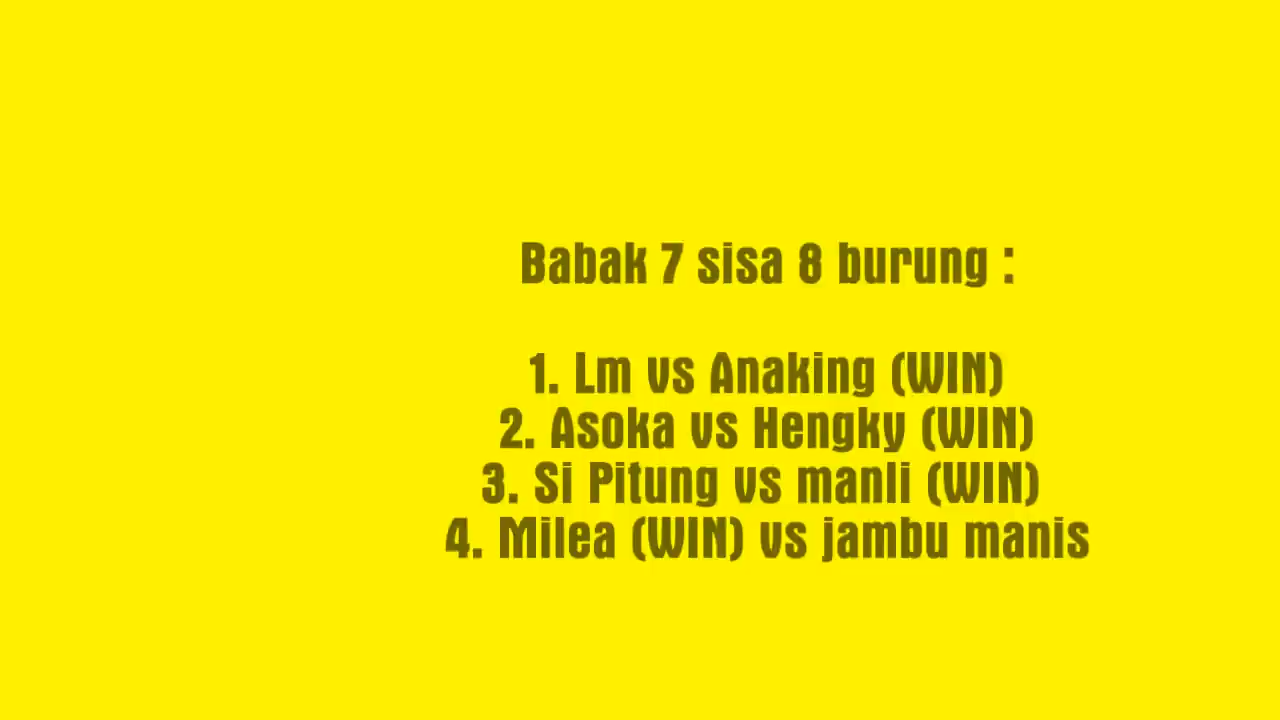 Babak 7 sisa 8 burung :
1. Lm vs Anaking (WIN)
2. Asoka vs Hengky (WIN)
3. Si Pitung vs manli (WIN)
4. Milea (WIN) vs jambu manis